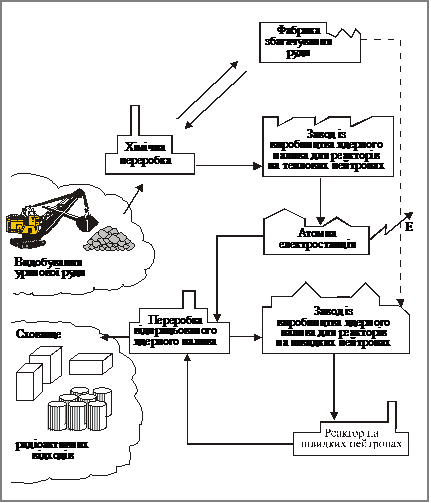 Фабрика
збагачування
руди
Хімічна
переробка
Завод із
виробництва ядерного
палива для реакторів
на теплових нейтронах
Атомна
електростанція
E
Видобування
уранової руди
Переробка
відпрацьованого
ядерного палива
Завод із
виробництва ядерного
палива для реакторів
на швидких нейтронах
Сховище
радіоактивних
відходів
Реактор на
швидких нейтронах